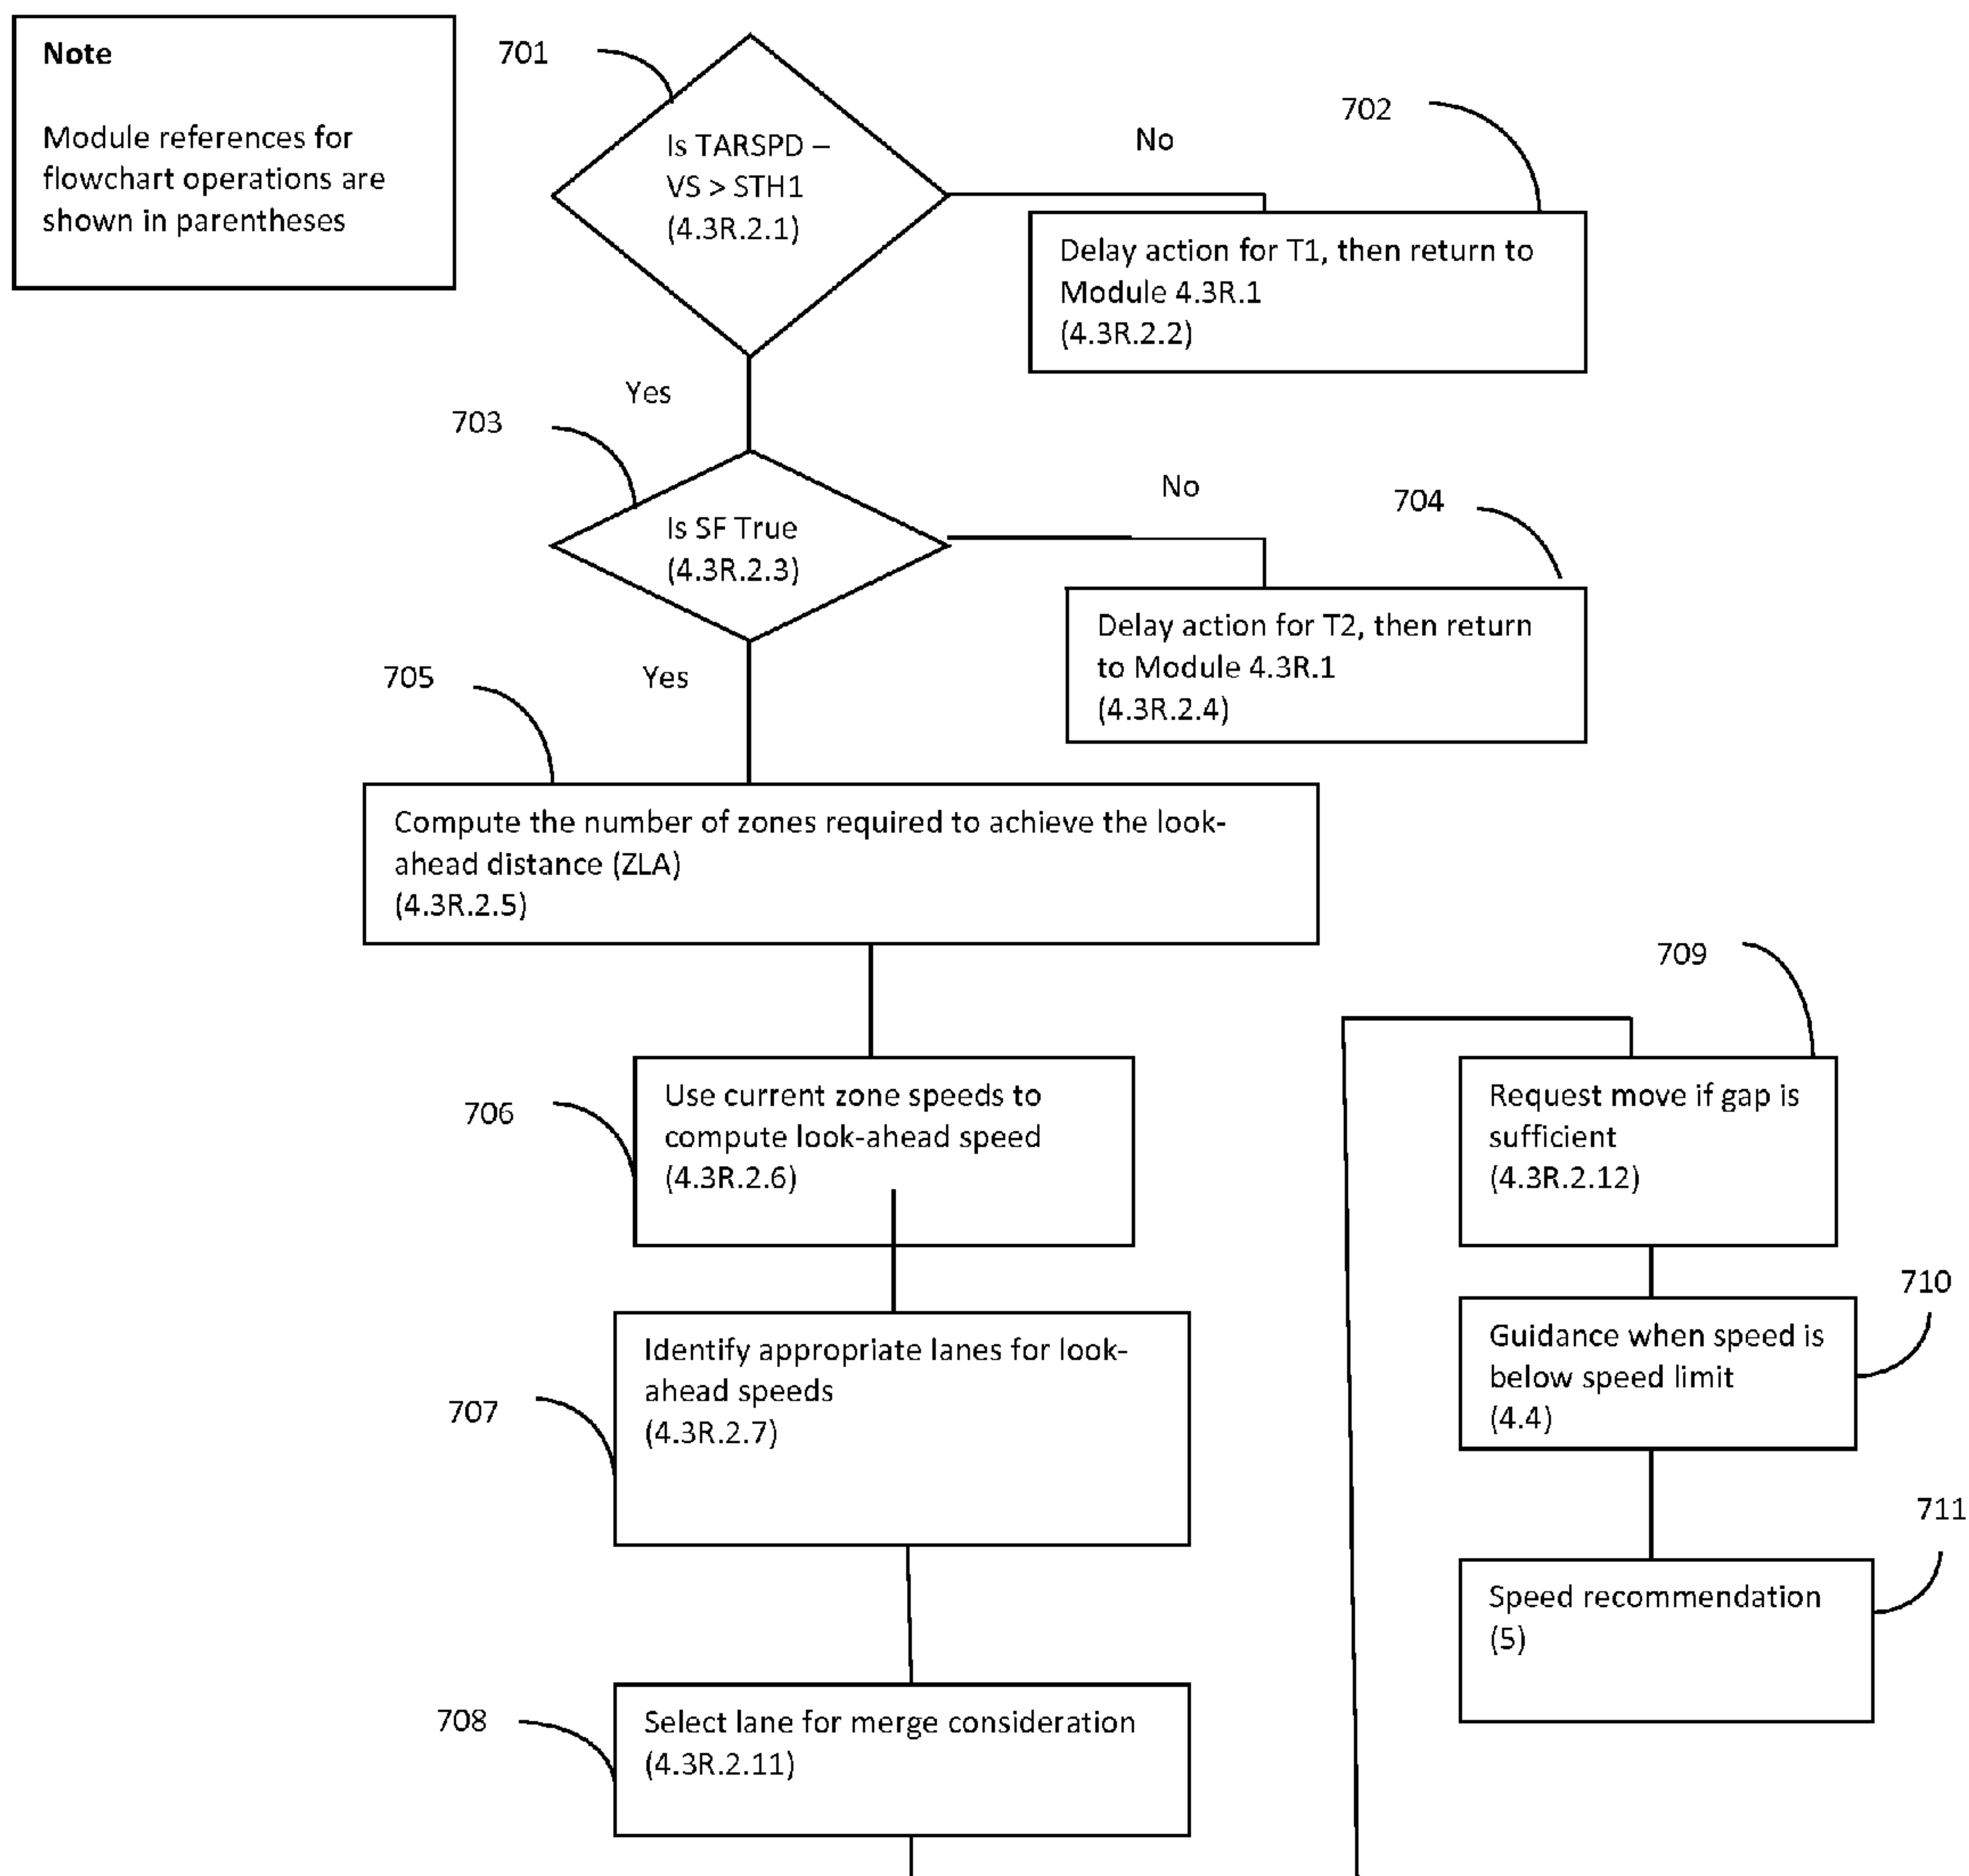 Note
Module references for
flowchart operations are
shown in parentheses
701
Is TARSPD –
VS > STH1
(4.3R.2.1)
No
702
Delay action for T1, then return to
Module 4.3R.1
(4.3R.2.2)
Yes
703
Is SF True
(4.3R.2.3)
No
704
Delay action for T2, then return
to Module 4.3R.1
(4.3R.2.4)
Yes
705
Compute the number of zones required to achieve the look-
ahead distance (ZLA)
(4.3R.2.5)
706
Use current zone speeds to
compute look-ahead speed
(4.3R.2.6)
707
Identify appropriate lanes for look-
ahead speeds
(4.3R.2.7)
708
Select lane for merge consideration
(4.3R.2.11)
709
Request move if gap is
sufficient
(4.3R.2.12)
710
Guidance when speed is
below speed limit
(4.4)
711
Speed recommendation
(5)